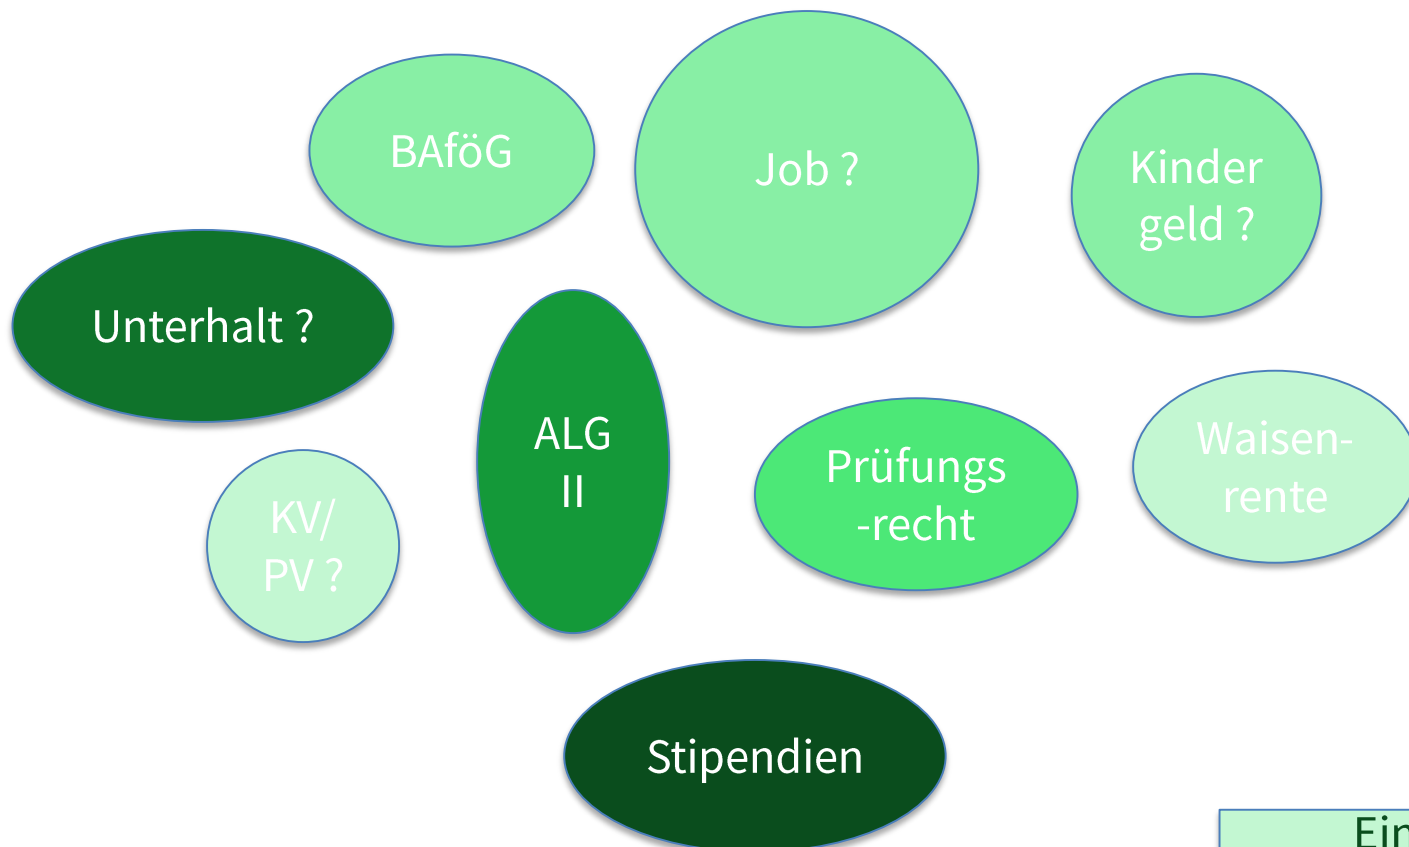 BAföG
Job ?
Kinder
geld ?
Unterhalt ?
ALG
II
Prüfungs
-recht
Waisen-
rente
KV/
PV ?
Stipendien